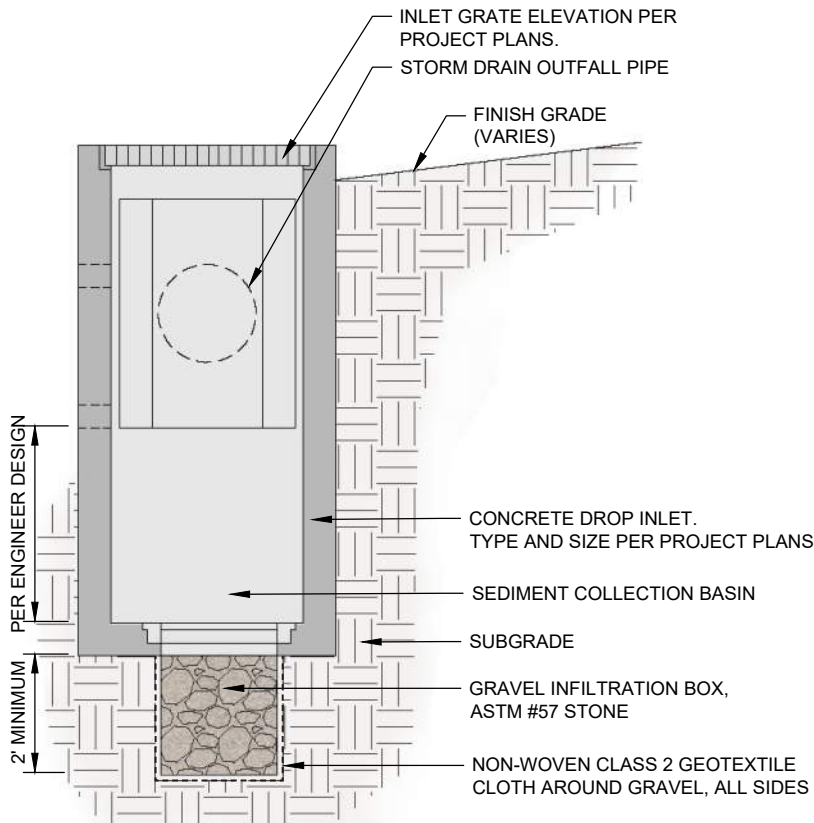 INLET GRATE ELEVATION PER
PROJECT PLANS.
STORM DRAIN OUTFALL PIPE
FINISH GRADE
(VARIES)
PER ENGINEER DESIGN
CONCRETE DROP INLET.
TYPE AND SIZE PER PROJECT PLANS
SEDIMENT COLLECTION BASIN
SUBGRADE
2' MINIMUM
GRAVEL INFILTRATION BOX,
ASTM #57 STONE
NON-WOVEN CLASS 2 GEOTEXTILE
CLOTH AROUND GRAVEL, ALL SIDES